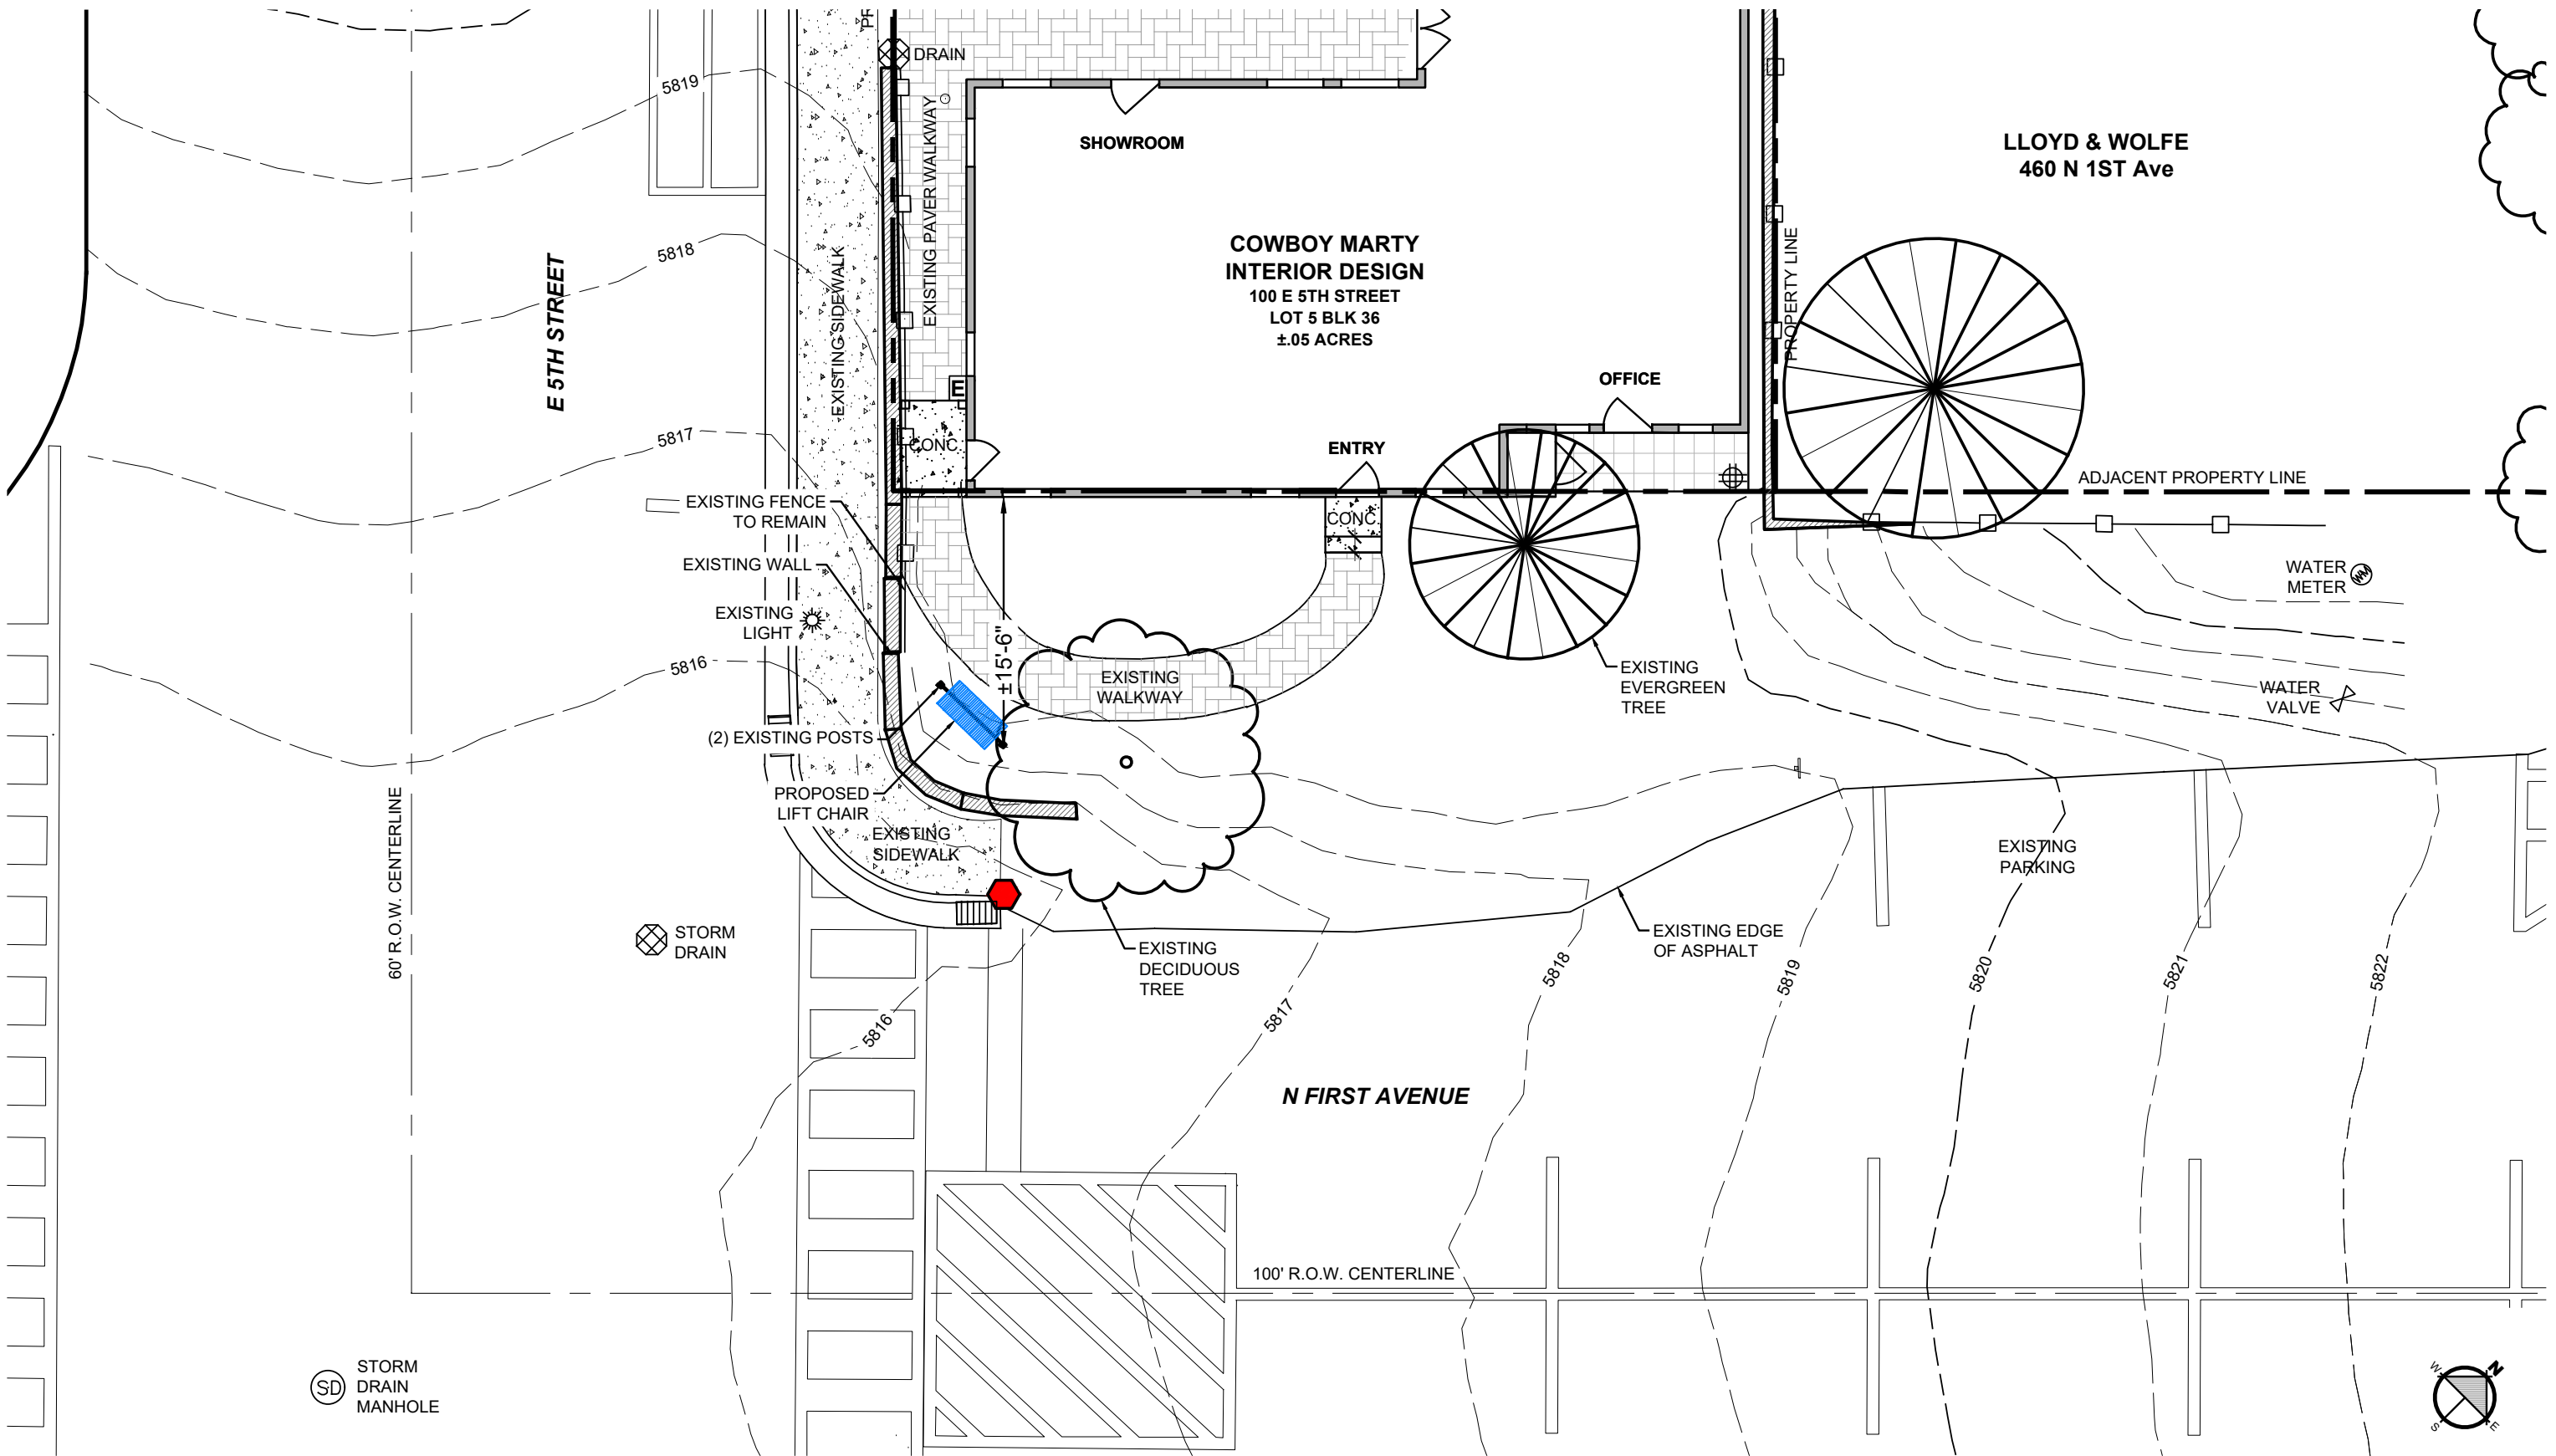 PR
DRAIN
5819
EXISTING PAVER WALKWAY
SHOWROOM
LLOYD & WOLFE
460 N 1ST Ave
5818
E 5TH STREET
EXISTING SIDEWALK
COWBOY MARTY
INTERIOR DESIGN
100 E 5TH STREET
LOT 5 BLK 36
±.05 ACRES
PROPERTY LINE
E
OFFICE
5817
CONC.
ENTRY
ADJACENT PROPERTY LINE
EXISTING FENCE
TO REMAIN
CONC.
EXISTING WALL
WATER
METER
WM
EXISTING
LIGHT
±15'-6"
5816
EXISTING
WALKWAY
EXISTING
EVERGREEN
TREE
WATER
VALVE
(2) EXISTING POSTS
PROPOSED
LIFT CHAIR
EXISTING
SIDEWALK
60' R.O.W. CENTERLINE
EXISTING
PARKING
STORM
DRAIN
EXISTING
DECIDUOUS
TREE
EXISTING EDGE
OF ASPHALT
5816
5817
5818
5819
5820
5821
5822
N FIRST AVENUE
100' R.O.W. CENTERLINE
SD
STORM
DRAIN
MANHOLE
W
N
S
E